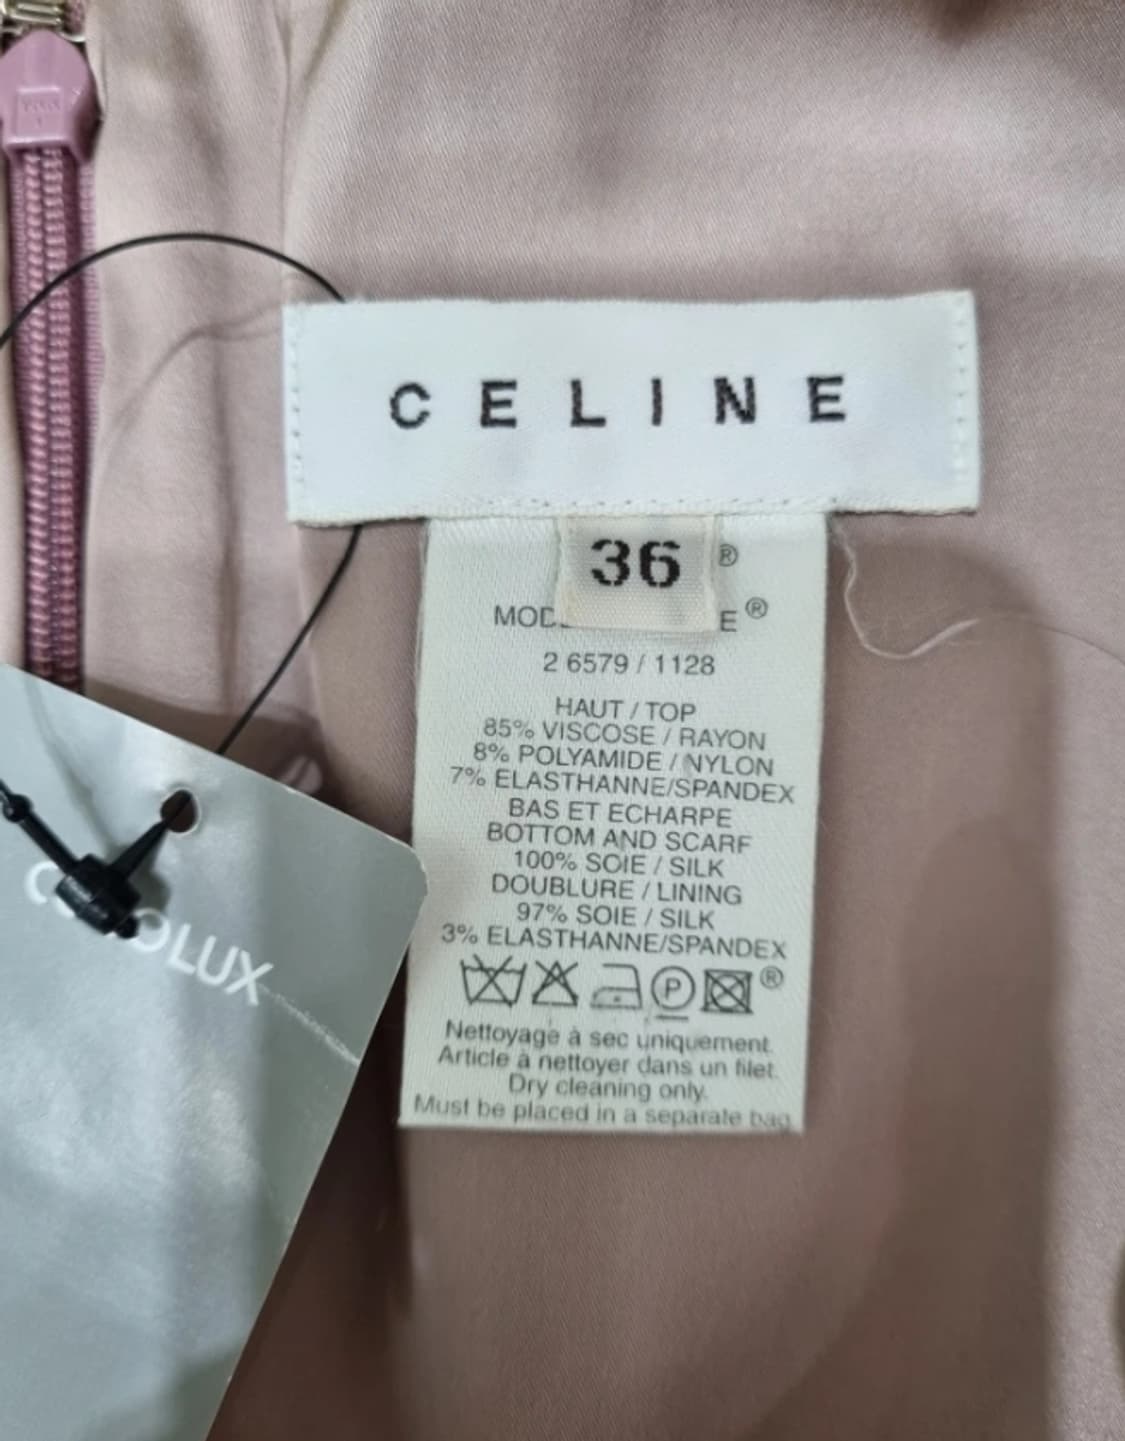 CELINE
36 ®
®
2 6579 / 1128
HAUT / TOP
85% VISCOSE / RAYON
8% POLYAMIDE / NYLON
7% ELASTHANNE/SPANDEX
BAS ET ECHARPE
BOTTOM AND SCARF
100% SOIE / SILK
DOUBLURE / LINING
97% SOIE / SILK
3% ELASTHANNE/SPANDEX
P ®
Nettoyage à sec uniquement.
Article à nettoyer dans un filet.
Dry cleaning only.
Must be placed in a separate bag